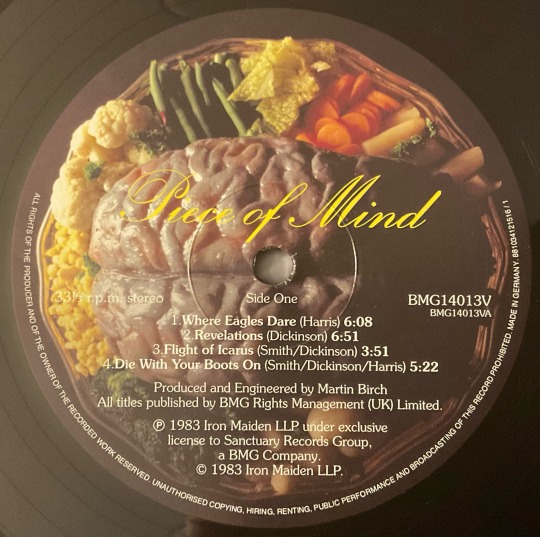 Piece of Mind
33⅓ r.p.m. stereo
Side One
BMG14013V
BMG14013VA
1.Where Eagles Dare (Harris) 6:08
2.Revelations (Dickinson) 6:51
3.Flight of Icarus (Smith/Dickinson) 3:51
4.Die With Your Boots On (Smith/Dickinson/Harris) 5:22
Produced and Engineered by Martin Birch
All titles published by BMG Rights Management (UK) Limited.
℗ 1983 Iron Maiden LLP under exclusive
license to Sanctuary Records Group,
a BMG Company.
© 1983 Iron Maiden LLP.
ALL RIGHTS OF THE PRODUCER AND OF THE OWNER OF THE RECORDED WORK RESERVED. UNAUTHORISED COPYING, HIRING, RENTING, PUBLIC PERFORMANCE AND BROADCASTING OF THIS RECORD PROHIBITED. MADE IN GERMANY. 881034121516 / 1